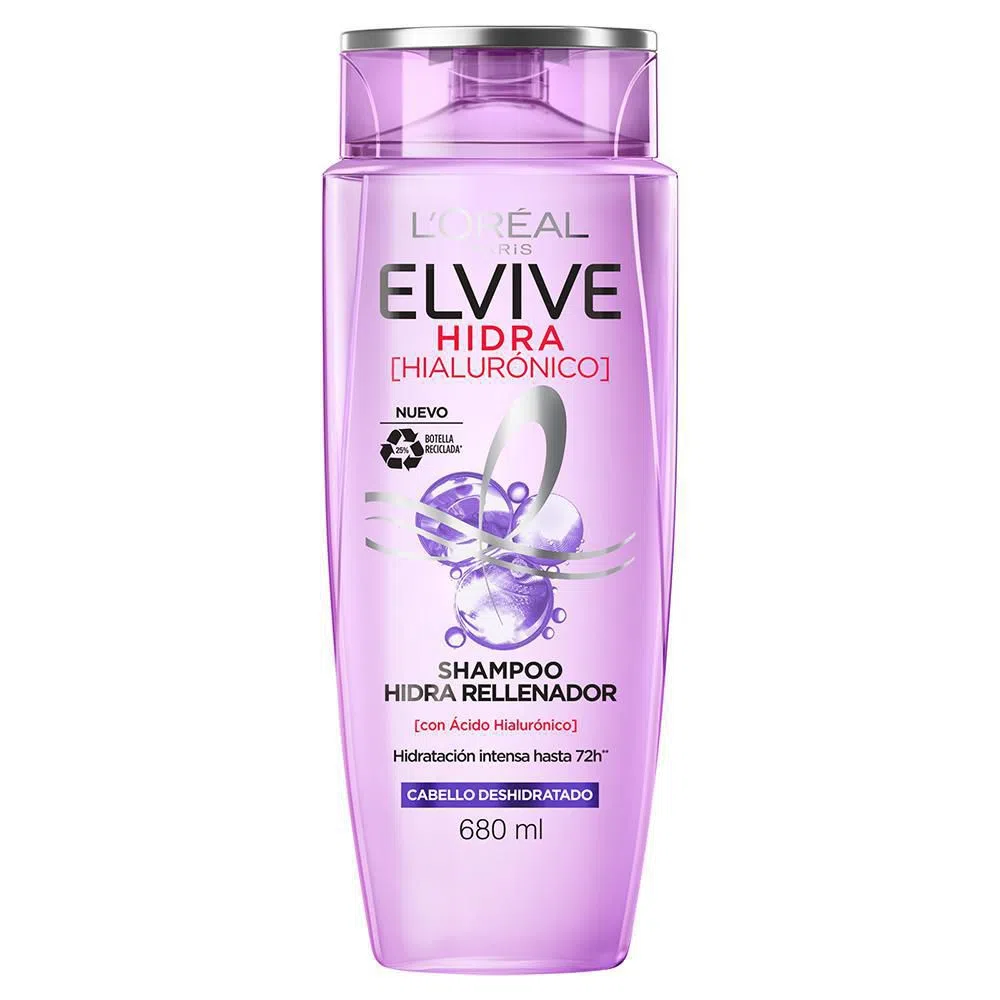 L'ORÉAL
PARIS
ELVIVE
HIDRA
[HIALURÓNICO]
NUEVO
25%
BOTELLA
RECICLADA*
SHAMPOO
HIDRA RELLENADOR
[con Ácido Hialurónico]
Hidratación intensa hasta 72h**
CABELLO DESHIDRATADO
680 ml